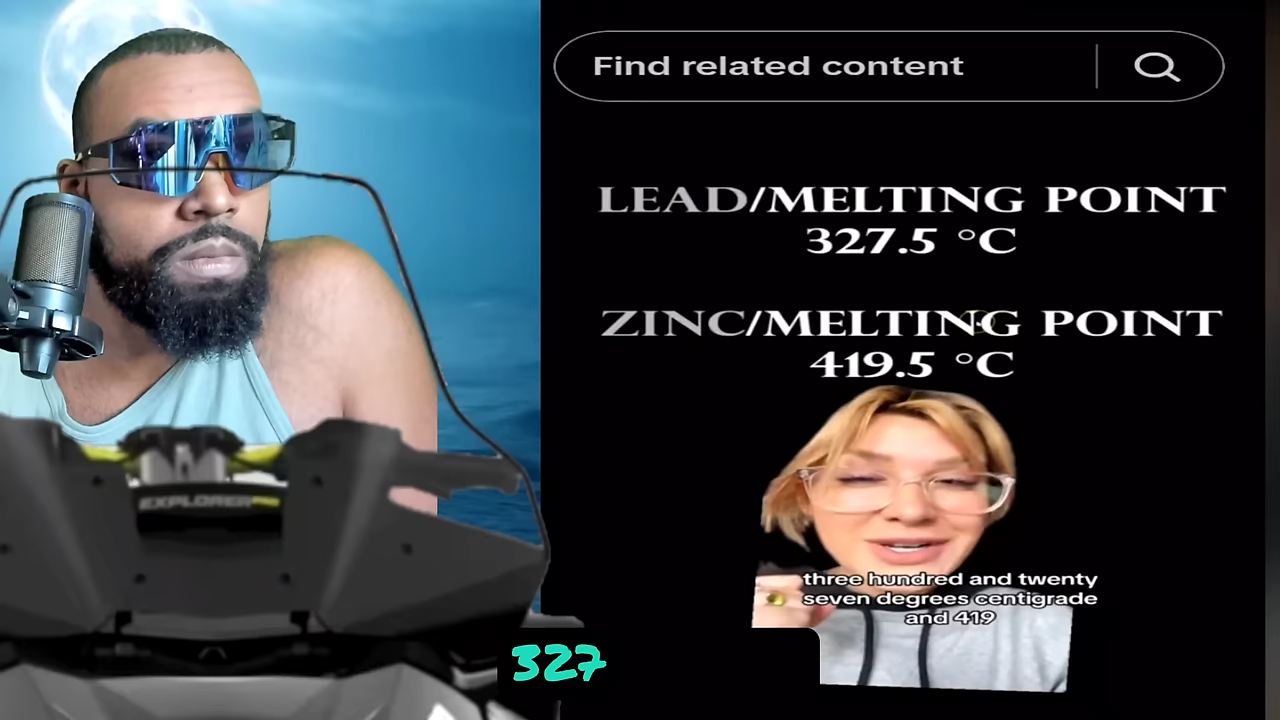 Find related content
LEAD/MELTING POINT
327.5 °C
ZINC/MELTING POINT
419.5 °C
three hundred and twenty
seven degrees centigrade
and 419
EXPLORER PRO
327